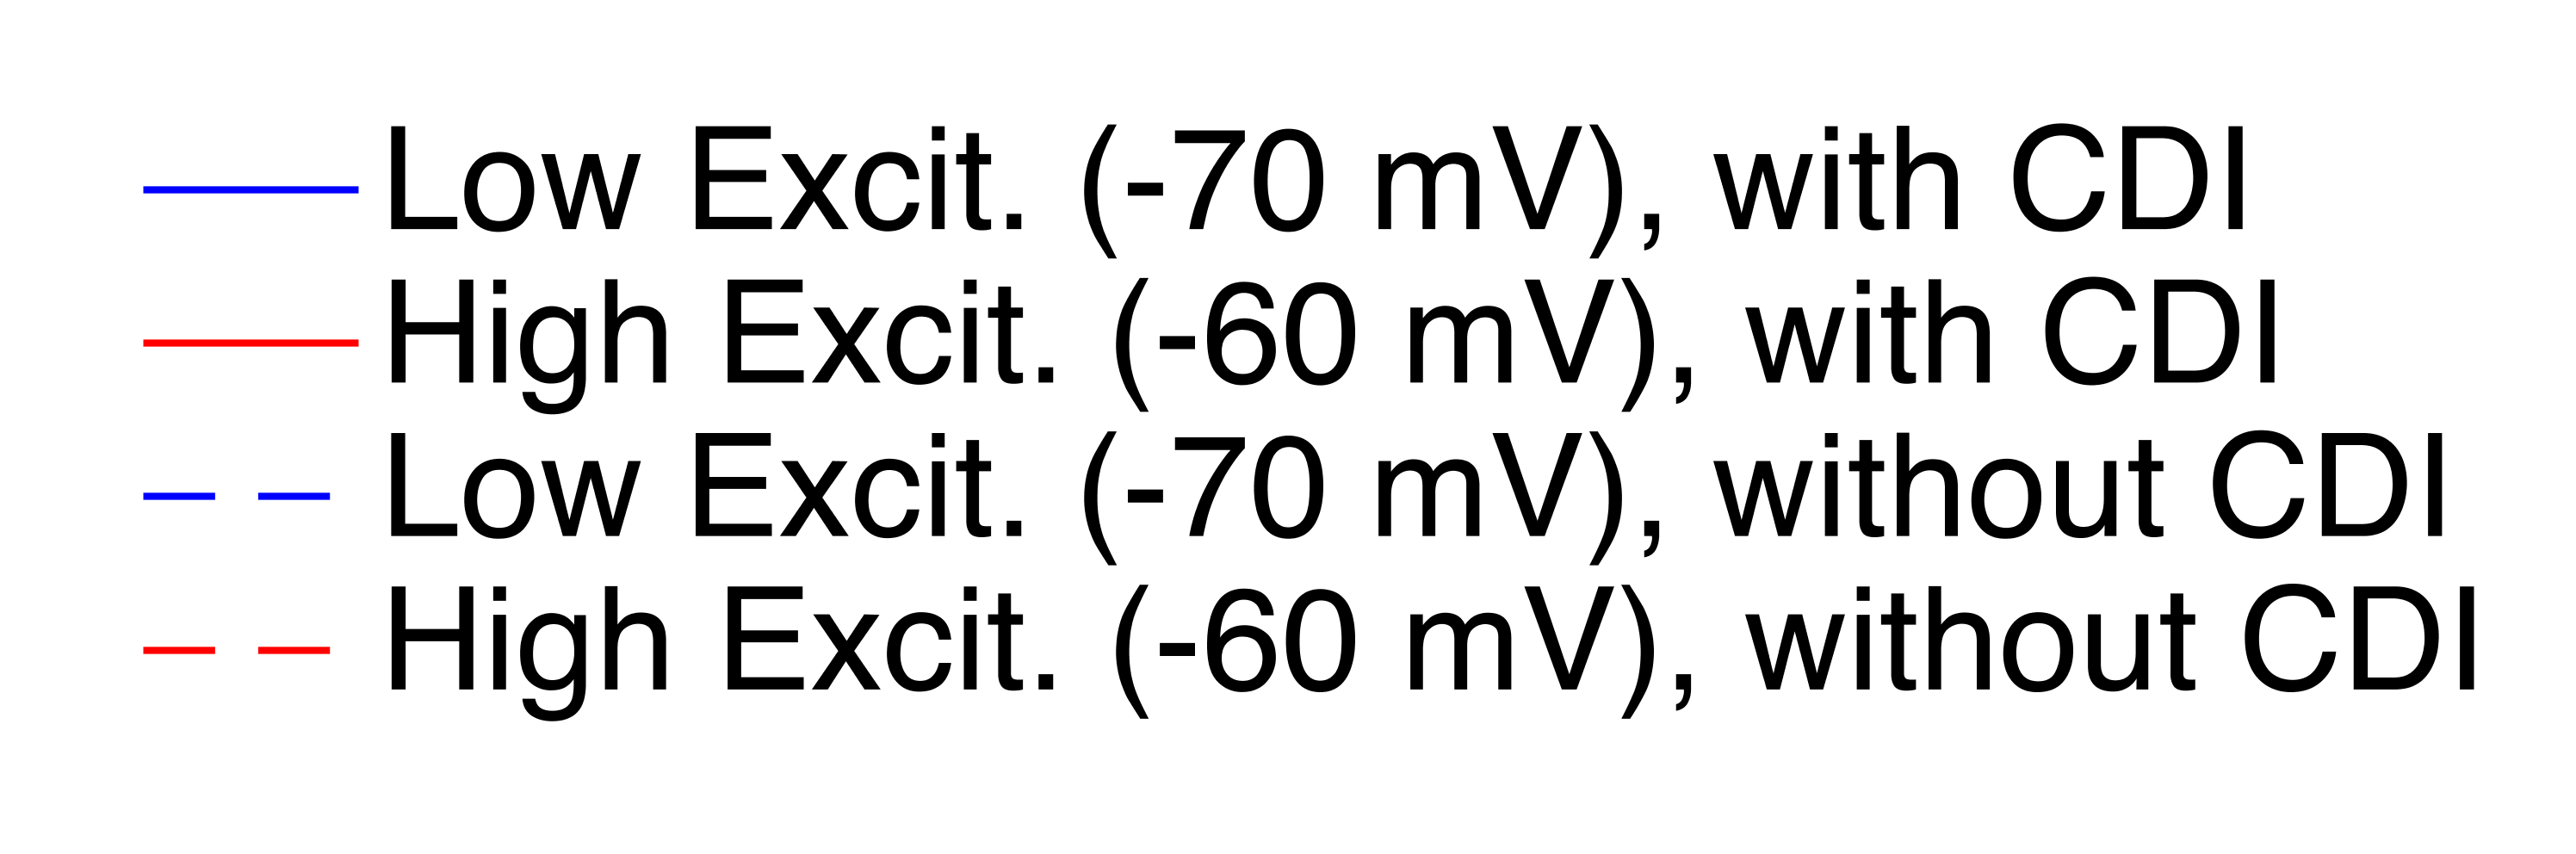 Low Excit. (-70 mV), with CDI
High Excit. (-60 mV), with CDI
Low Excit. (-70 mV), without CDI
High Excit. (-60 mV), without CDI